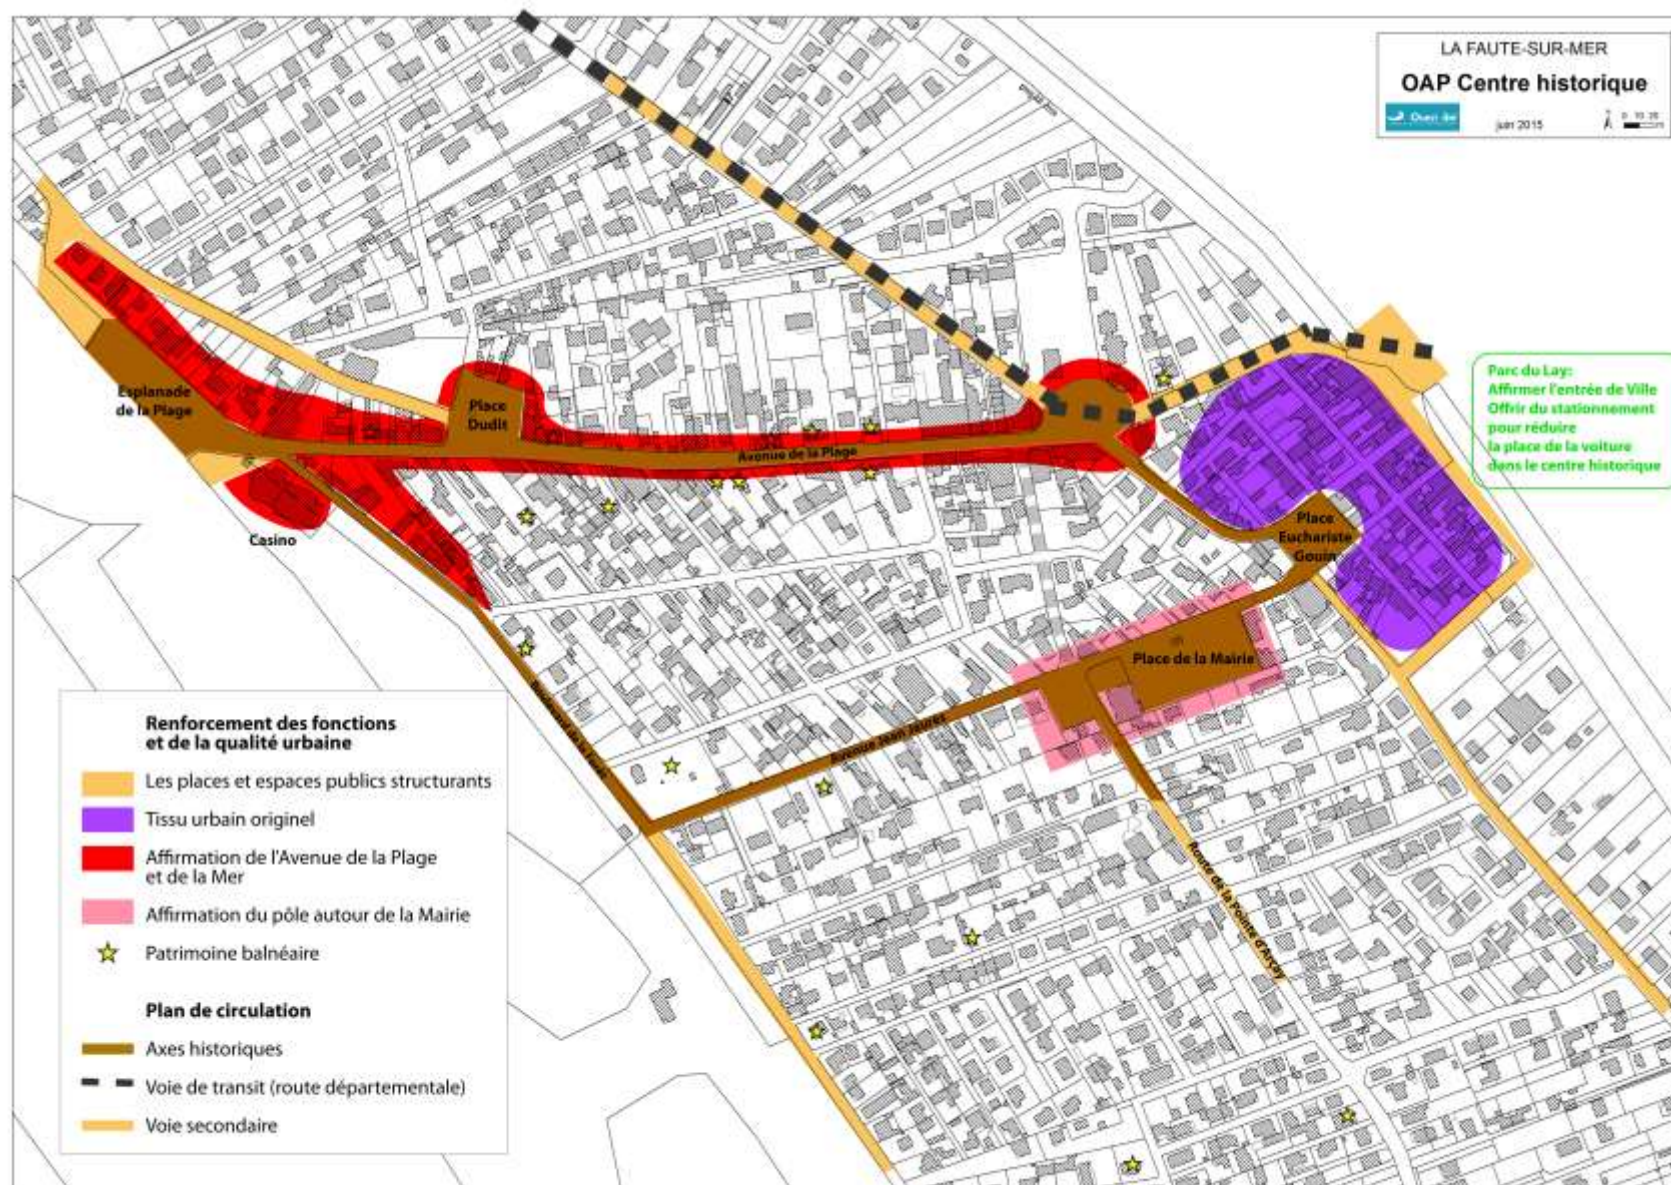 LA FAUTE-SUR-MER
OAP Centre historique
juin 2015
0 10 20
Parc du Lay:
Affirmer l'entrée de Ville
Offrir du stationnement
pour réduire
la place de la voiture
dans le centre historique
Esplanade
de la Plage
Place
Dudit
Avenue de la Plage
Casino
Place
Euchariste
Gouin
Place de la Mairie
Avenue Jean Jaurès
Route de la Pointe d'Arçay
Renforcement des fonctions
et de la qualité urbaine
Les places et espaces publics structurants
Tissu urbain originel
Affirmation de l'Avenue de la Plage
et de la Mer
Affirmation du pôle autour de la Mairie
Patrimoine balnéaire
Plan de circulation
Axes historiques
Voie de transit (route départementale)
Voie secondaire